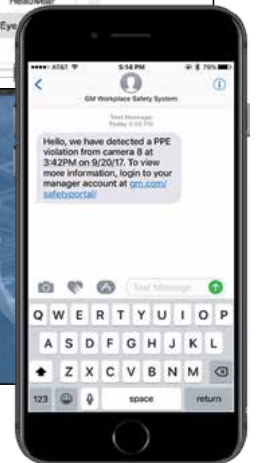 Headwear
Eye
AT&T
5:14 PM
79%
GM Workplace Safety System
Text Message
Hello, we have detected a PPE
violation from camera 8 at
3:42PM on 9/20/17. To view
more information, login to your
manager account at gm.com/
safetyportal/
Text Message
Q W E R T Y U I O P
A S D F G H J K L
Z X C V B N M
123 space return